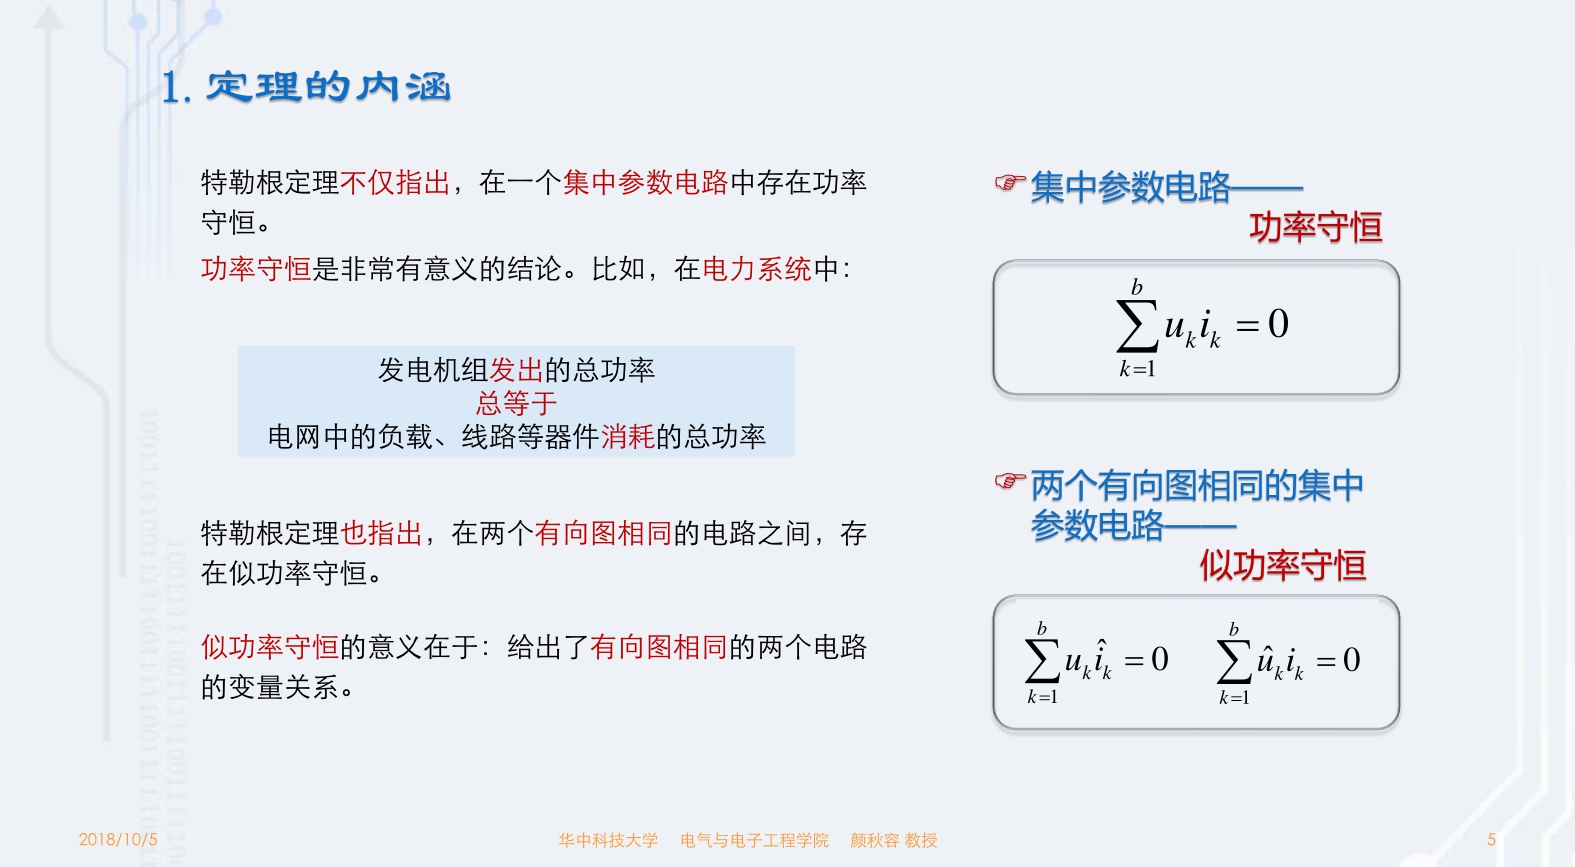 1. 定理的内涵
特勒根定理不仅指出，在一个集中参数电路中存在功率
守恒。
功率守恒是非常有意义的结论。比如，在电力系统中：
发电机组发出的总功率
总等于
电网中的负载、线路等器件消耗的总功率
特勒根定理也指出，在两个有向图相同的电路之间，存
在似功率守恒。
似功率守恒的意义在于：给出了有向图相同的两个电路
的变量关系。
☞集中参数电路——
功率守恒
\sum_{k=1}^{b} u_k i_k = 0
☞两个有向图相同的集中
参数电路——
似功率守恒
\sum_{k=1}^{b} u_k \hat{i}_k = 0 \sum_{k=1}^{b} \hat{u}_k i_k = 0
2018/10/5 华中科技大学 电气与电子工程学院 颜秋容 教授 5